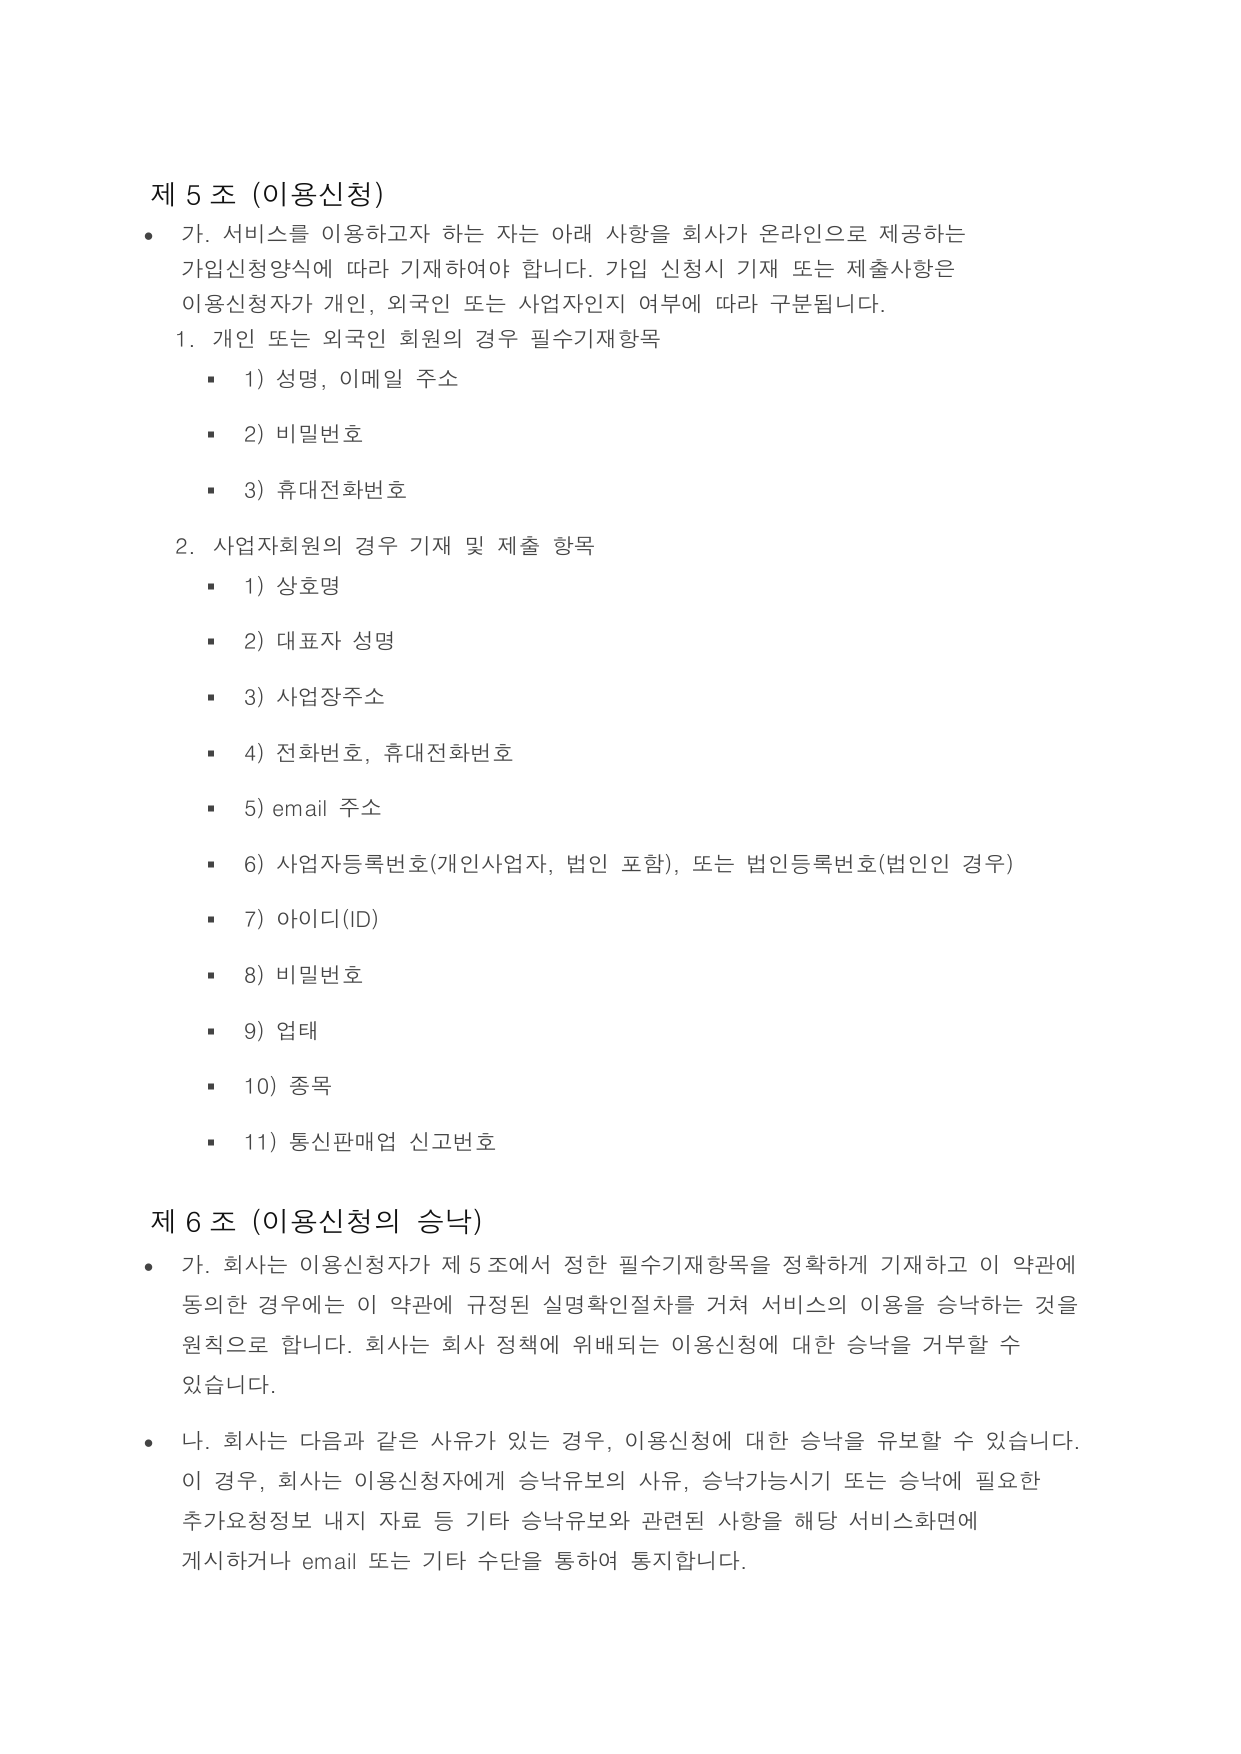 제 5 조 (이용신청)
• 가. 서비스를 이용하고자 하는 자는 아래 사항을 회사가 온라인으로 제공하는
가입신청양식에 따라 기재하여야 합니다. 가입 신청시 기재 또는 제출사항은
이용신청자가 개인, 외국인 또는 사업자인지 여부에 따라 구분됩니다.
1. 개인 또는 외국인 회원의 경우 필수기재항목
▪ 1) 성명, 이메일 주소
▪ 2) 비밀번호
▪ 3) 휴대전화번호
2. 사업자회원의 경우 기재 및 제출 항목
▪ 1) 상호명
▪ 2) 대표자 성명
▪ 3) 사업장주소
▪ 4) 전화번호, 휴대전화번호
▪ 5) email 주소
▪ 6) 사업자등록번호(개인사업자, 법인 포함), 또는 법인등록번호(법인인 경우)
▪ 7) 아이디(ID)
▪ 8) 비밀번호
▪ 9) 업태
▪ 10) 종목
▪ 11) 통신판매업 신고번호
제 6 조 (이용신청의 승낙)
• 가. 회사는 이용신청자가 제 5 조에서 정한 필수기재항목을 정확하게 기재하고 이 약관에
동의한 경우에는 이 약관에 규정된 실명확인절차를 거쳐 서비스의 이용을 승낙하는 것을
원칙으로 합니다. 회사는 회사 정책에 위배되는 이용신청에 대한 승낙을 거부할 수
있습니다.
• 나. 회사는 다음과 같은 사유가 있는 경우, 이용신청에 대한 승낙을 유보할 수 있습니다.
이 경우, 회사는 이용신청자에게 승낙유보의 사유, 승낙가능시기 또는 승낙에 필요한
추가요청정보 내지 자료 등 기타 승낙유보와 관련된 사항을 해당 서비스화면에
게시하거나 email 또는 기타 수단을 통하여 통지합니다.